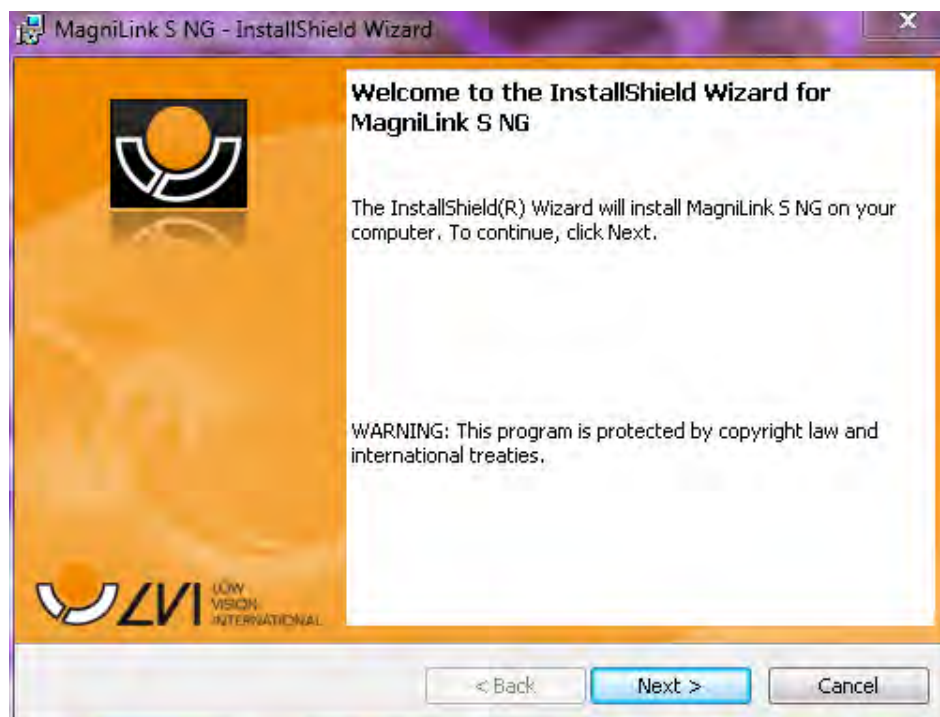 MagniLink S NG - InstallShield Wizard
Welcome to the InstallShield Wizard for
MagniLink S NG
The InstallShield(R) Wizard will install MagniLink S NG on your
computer. To continue, click Next.
WARNING: This program is protected by copyright law and
international treaties.
LVI
LOW
VISION
INTERNATIONAL
< Back
Next >
Cancel